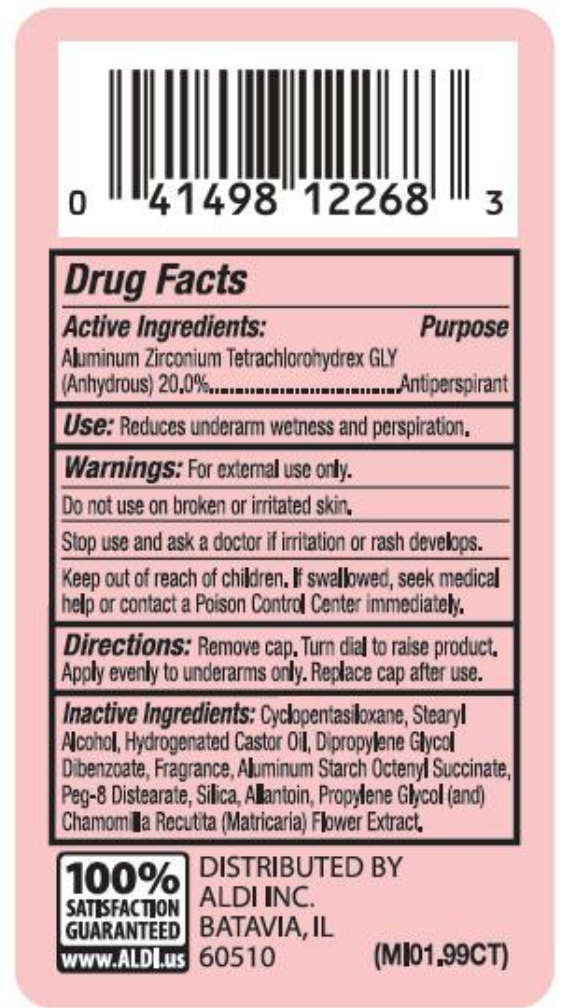 0 41498 12268 3
Drug Facts
Active Ingredients: Purpose
Aluminum Zirconium Tetrachlorohydrex GLY
(Anhydrous) 20.0%........................................Antiperspirant
Use: Reduces underarm wetness and perspiration.
Warnings: For external use only.
Do not use on broken or irritated skin.
Stop use and ask a doctor if irritation or rash develops.
Keep out of reach of children. If swallowed, seek medical
help or contact a Poison Control Center immediately.
Directions: Remove cap. Turn dial to raise product.
Apply evenly to underarms only. Replace cap after use.
Inactive Ingredients: Cyclopentasiloxane, Stearyl
Alcohol, Hydrogenated Castor Oil, Dipropylene Glycol
Dibenzoate, Fragrance, Aluminum Starch Octenyl Succinate,
Peg-8 Distearate, Silica, Allantoin, Propylene Glycol (and)
Chamomilla Recutita (Matricaria) Flower Extract.
100%
SATISFACTION
GUARANTEED
www.ALDI.us
DISTRIBUTED BY
ALDI INC.
BATAVIA, IL
60510 (MI01.99CT)